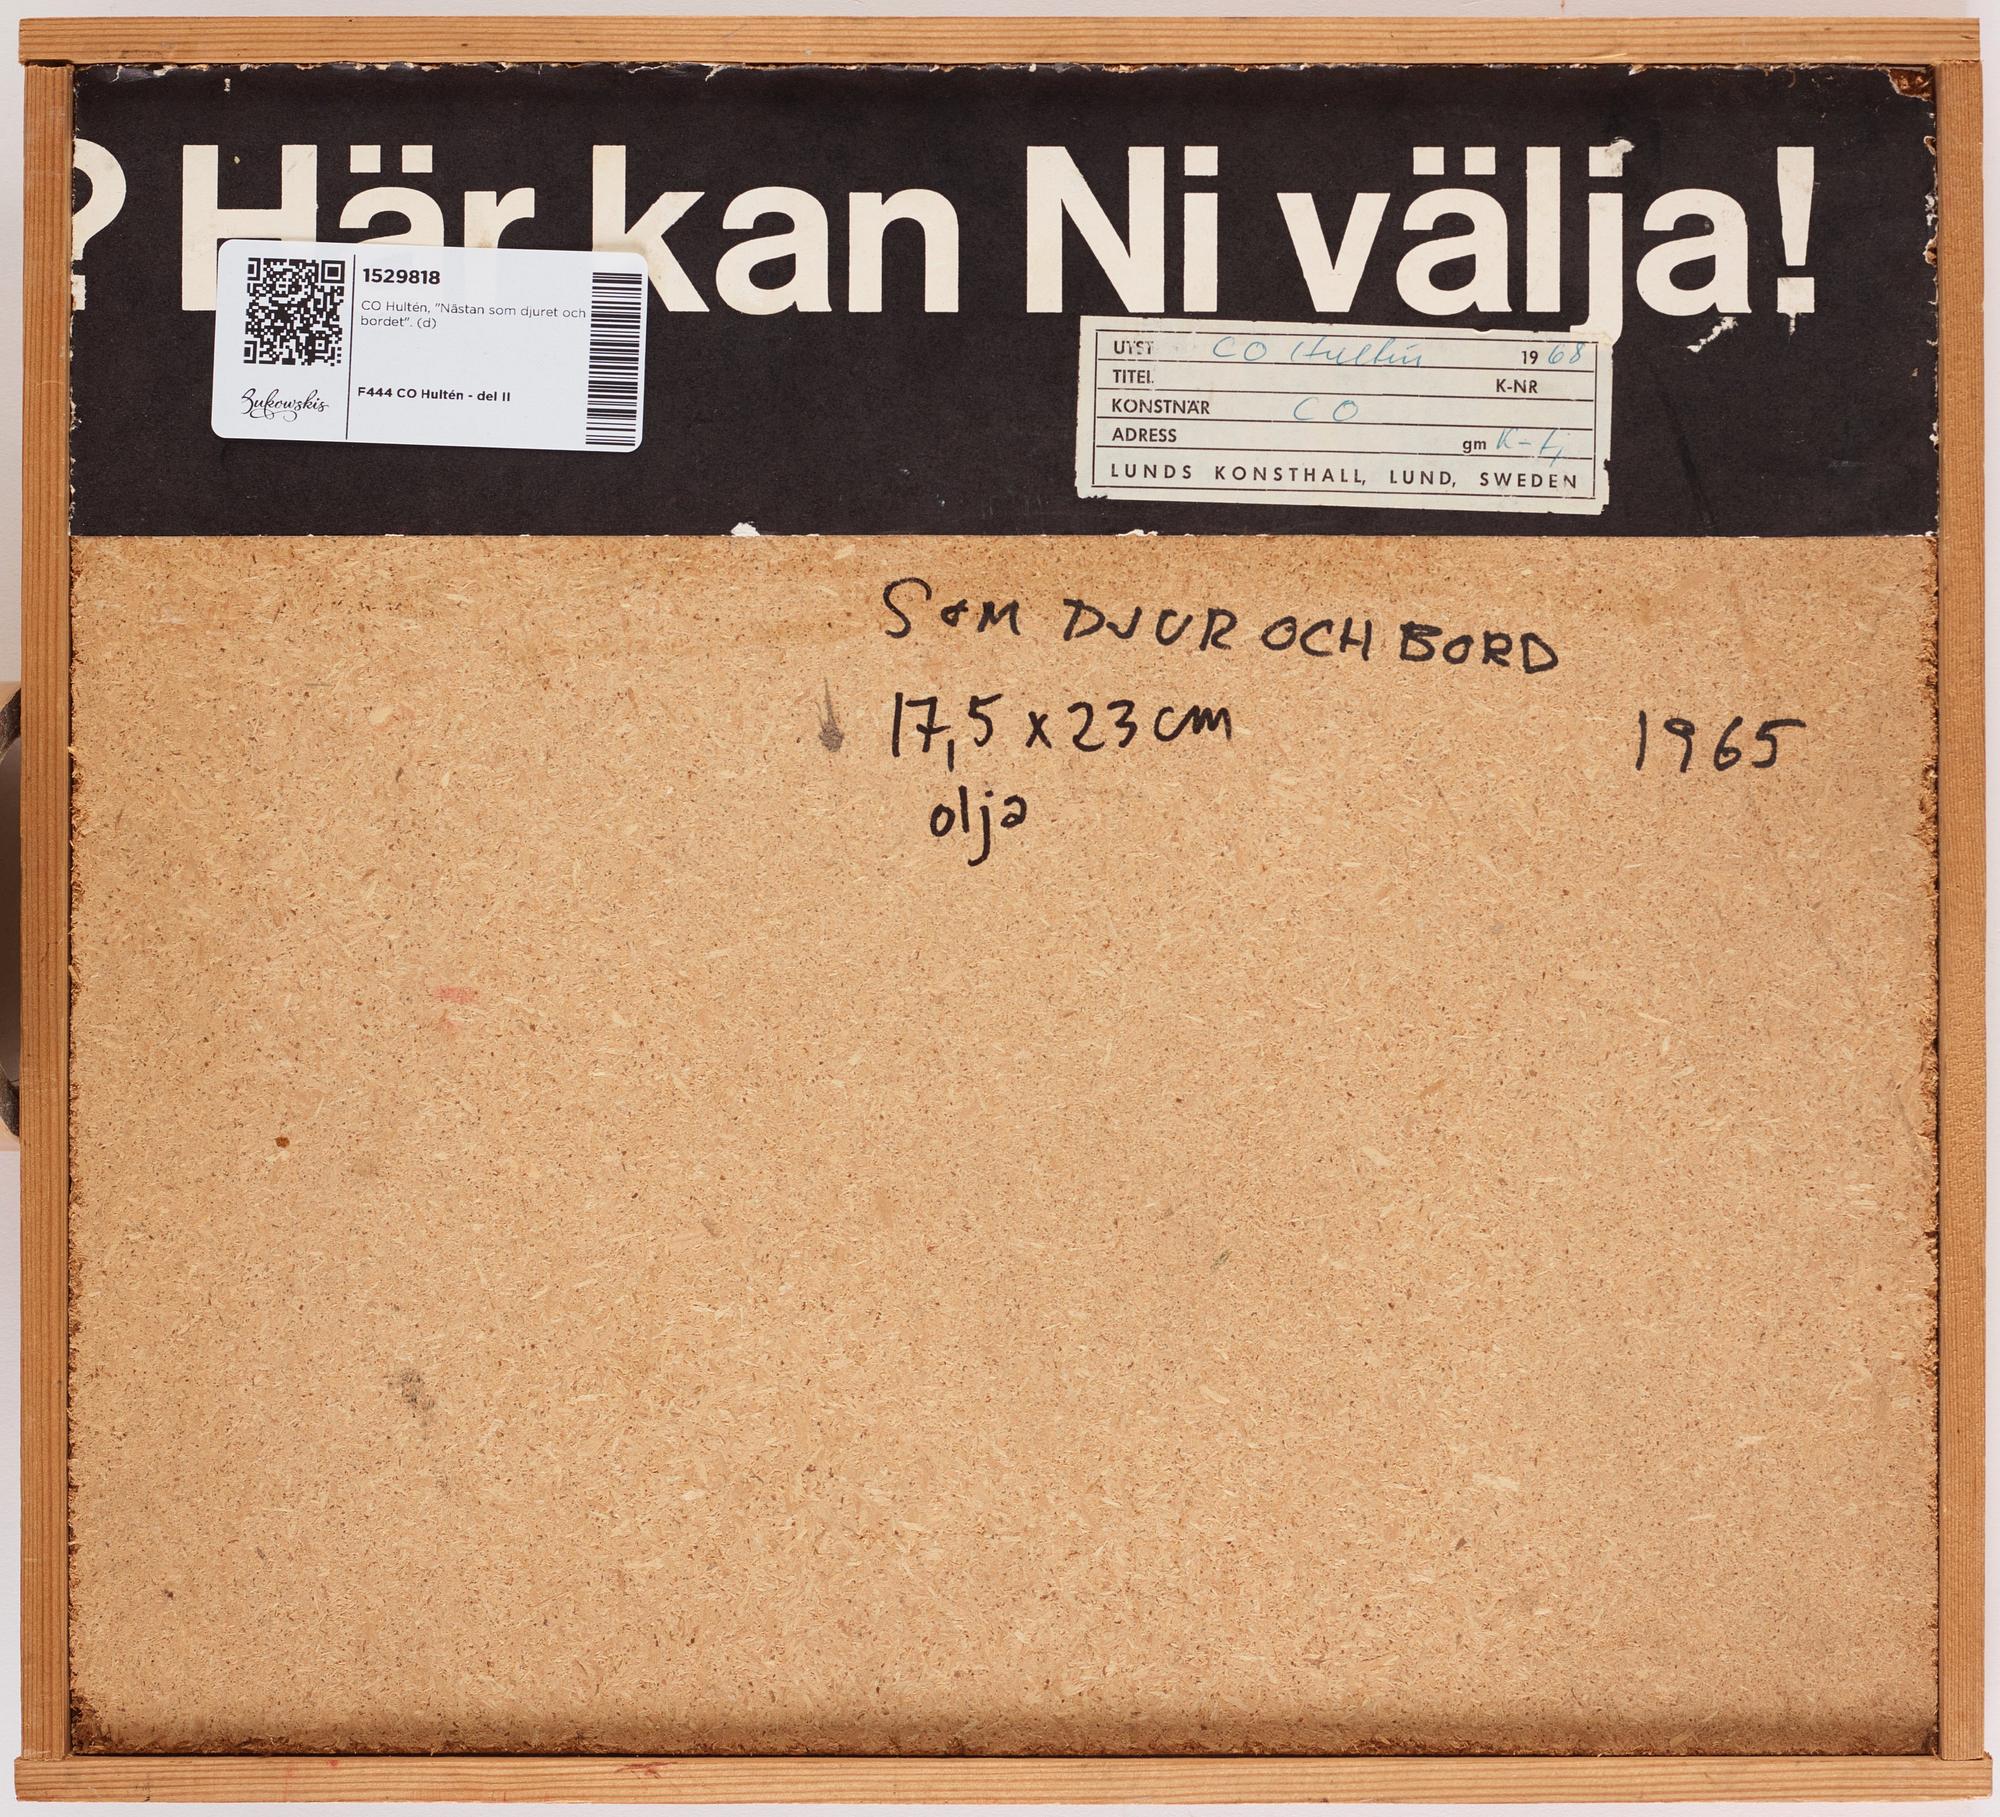 ? Här kan Ni välja!
1529818
CO Hultén, "Nästan som djuret och
bordet". (d)
Bukowskis
F444 CO Hultén - del II
UTST CO Hultén 1968
TITEL K-NR
KONSTNÄR CO
ADRESS gm
LUNDS KONSTHALL, LUND, SWEDEN
SOM DJUR OCH BORD
17,5 x 23 cm
1965
olja